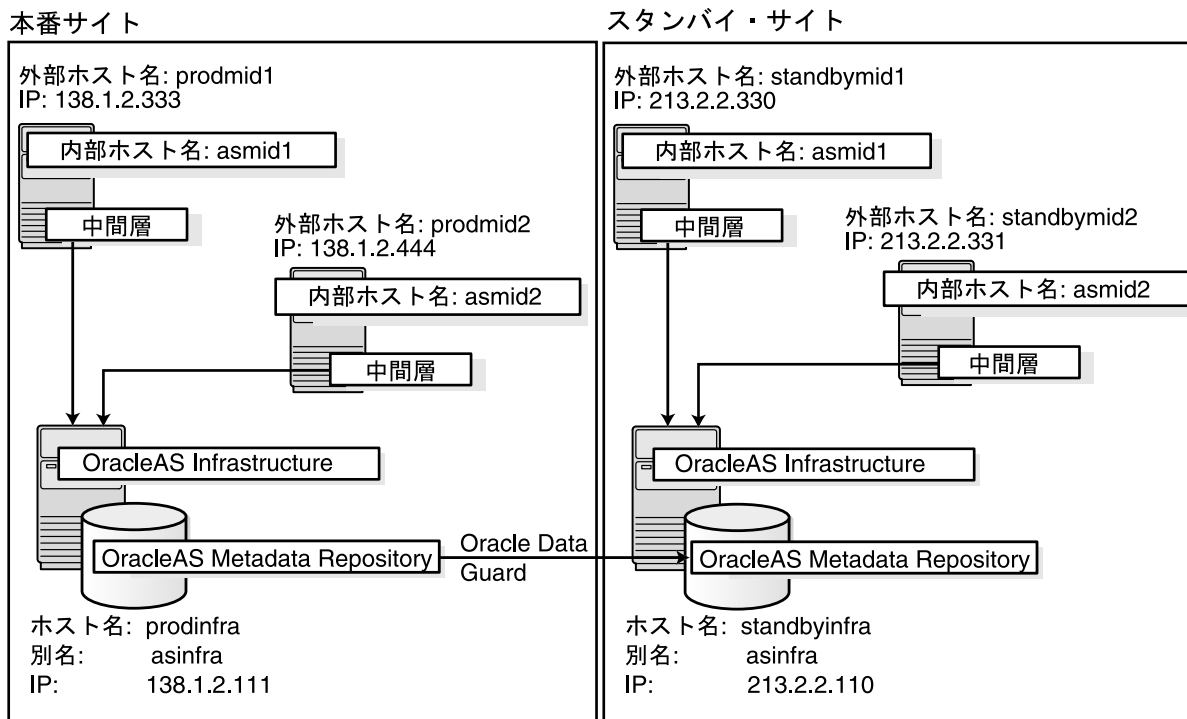 本番サイト
外部ホスト名: prodmid1
IP: 138.1.2.333
内部ホスト名: asmid1
中間層
外部ホスト名: prodmid2
IP: 138.1.2.444
内部ホスト名: asmid2
中間層
OracleAS Infrastructure
OracleAS Metadata Repository
Oracle Data
Guard
ホスト名: prodinfra
別名: asinfra
IP: 138.1.2.111
スタンバイ・サイト
外部ホスト名: standbymid1
IP: 213.2.2.330
内部ホスト名: asmid1
中間層
外部ホスト名: standbymid2
IP: 213.2.2.331
内部ホスト名: asmid2
中間層
OracleAS Infrastructure
OracleAS Metadata Repository
ホスト名: standbyinfra
別名: asinfra
IP: 213.2.2.110